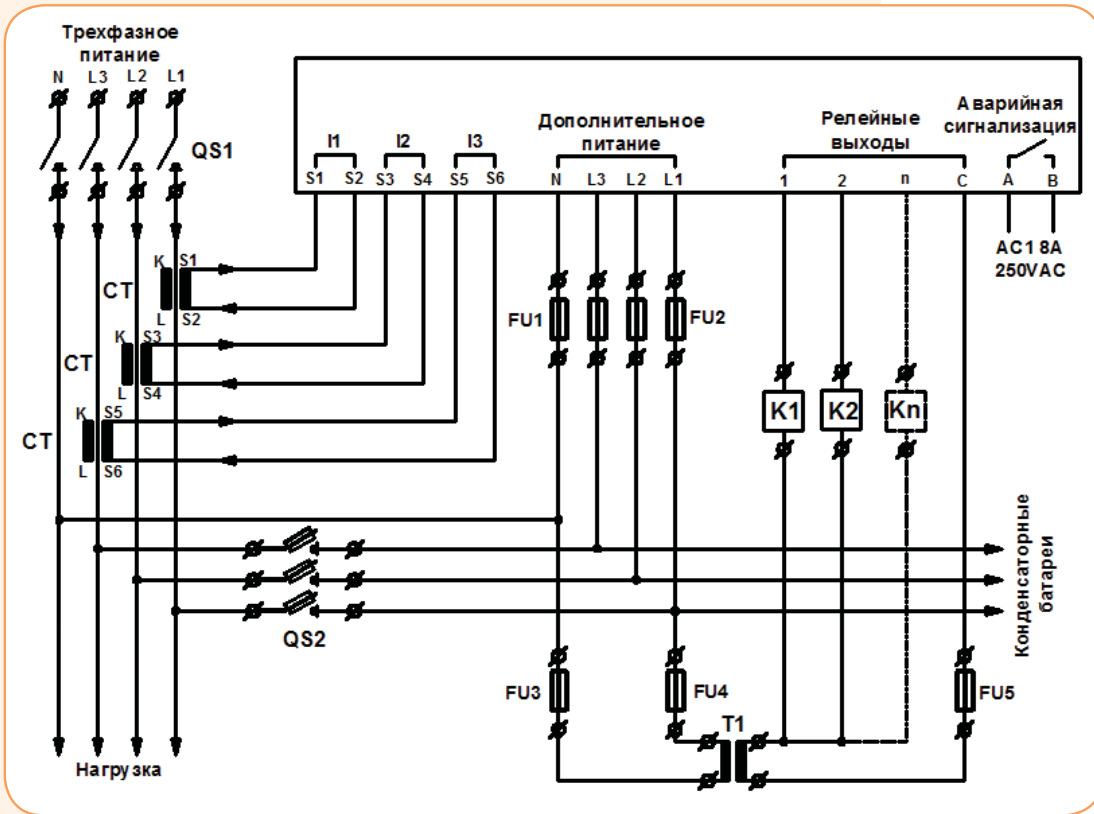 Трехфазное
питание
N L3 L2 L1
QS1
I1 I2 I3
S1 S2 S3 S4 S5 S6
Дополнительное
питание
N L3 L2 L1
Релейные
выходы
1 2 n C
Аварийная
сигнализация
A B
AC1 8A
250VAC
K S1
CT
L S2
K S3
CT
L S4
K S5
CT
L S6
FU1 FU2
K1 K2 Kn
QS2
Конденсаторные
батареи
FU3 FU4 FU5
T1
Нагрузка